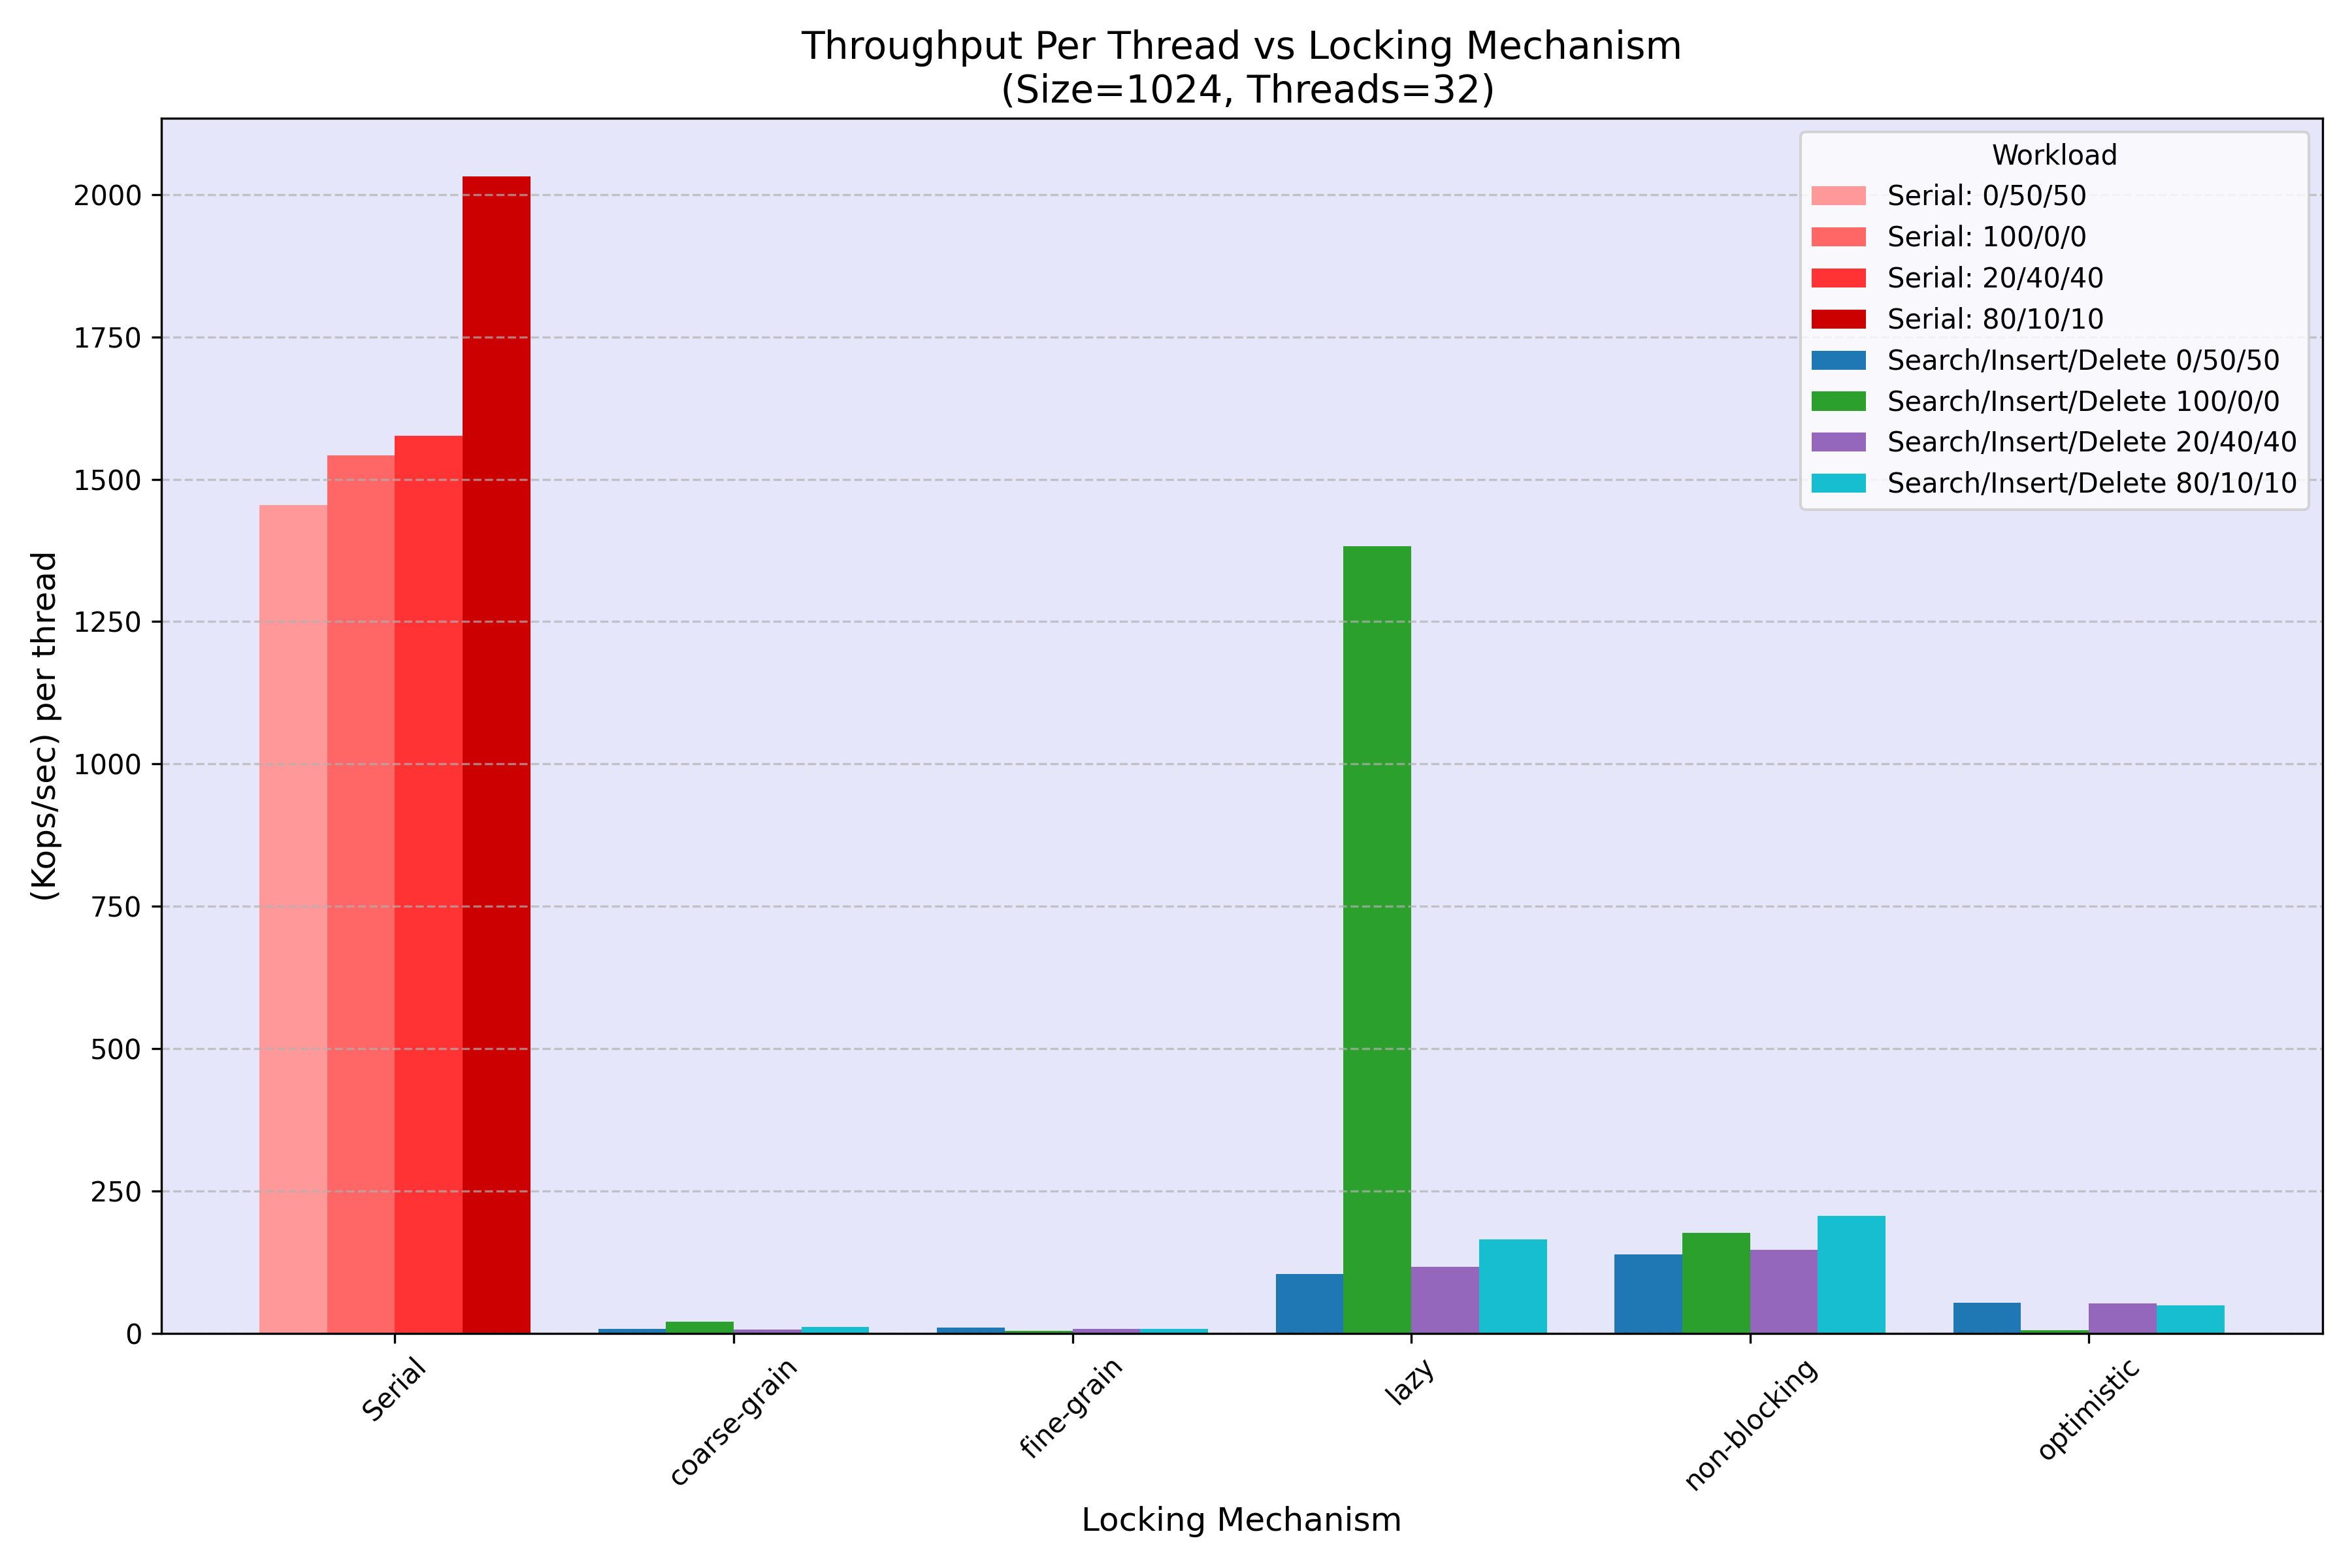 Throughput Per Thread vs Locking Mechanism
(Size=1024, Threads=32)
(Kops/sec) per thread
2000
1750
1500
1250
1000
750
500
250
0
Workload
Serial: 0/50/50
Serial: 100/0/0
Serial: 20/40/40
Serial: 80/10/10
Search/Insert/Delete 0/50/50
Search/Insert/Delete 100/0/0
Search/Insert/Delete 20/40/40
Search/Insert/Delete 80/10/10
Serial
coarse-grain
fine-grain
lazy
non-blocking
optimistic
Locking Mechanism